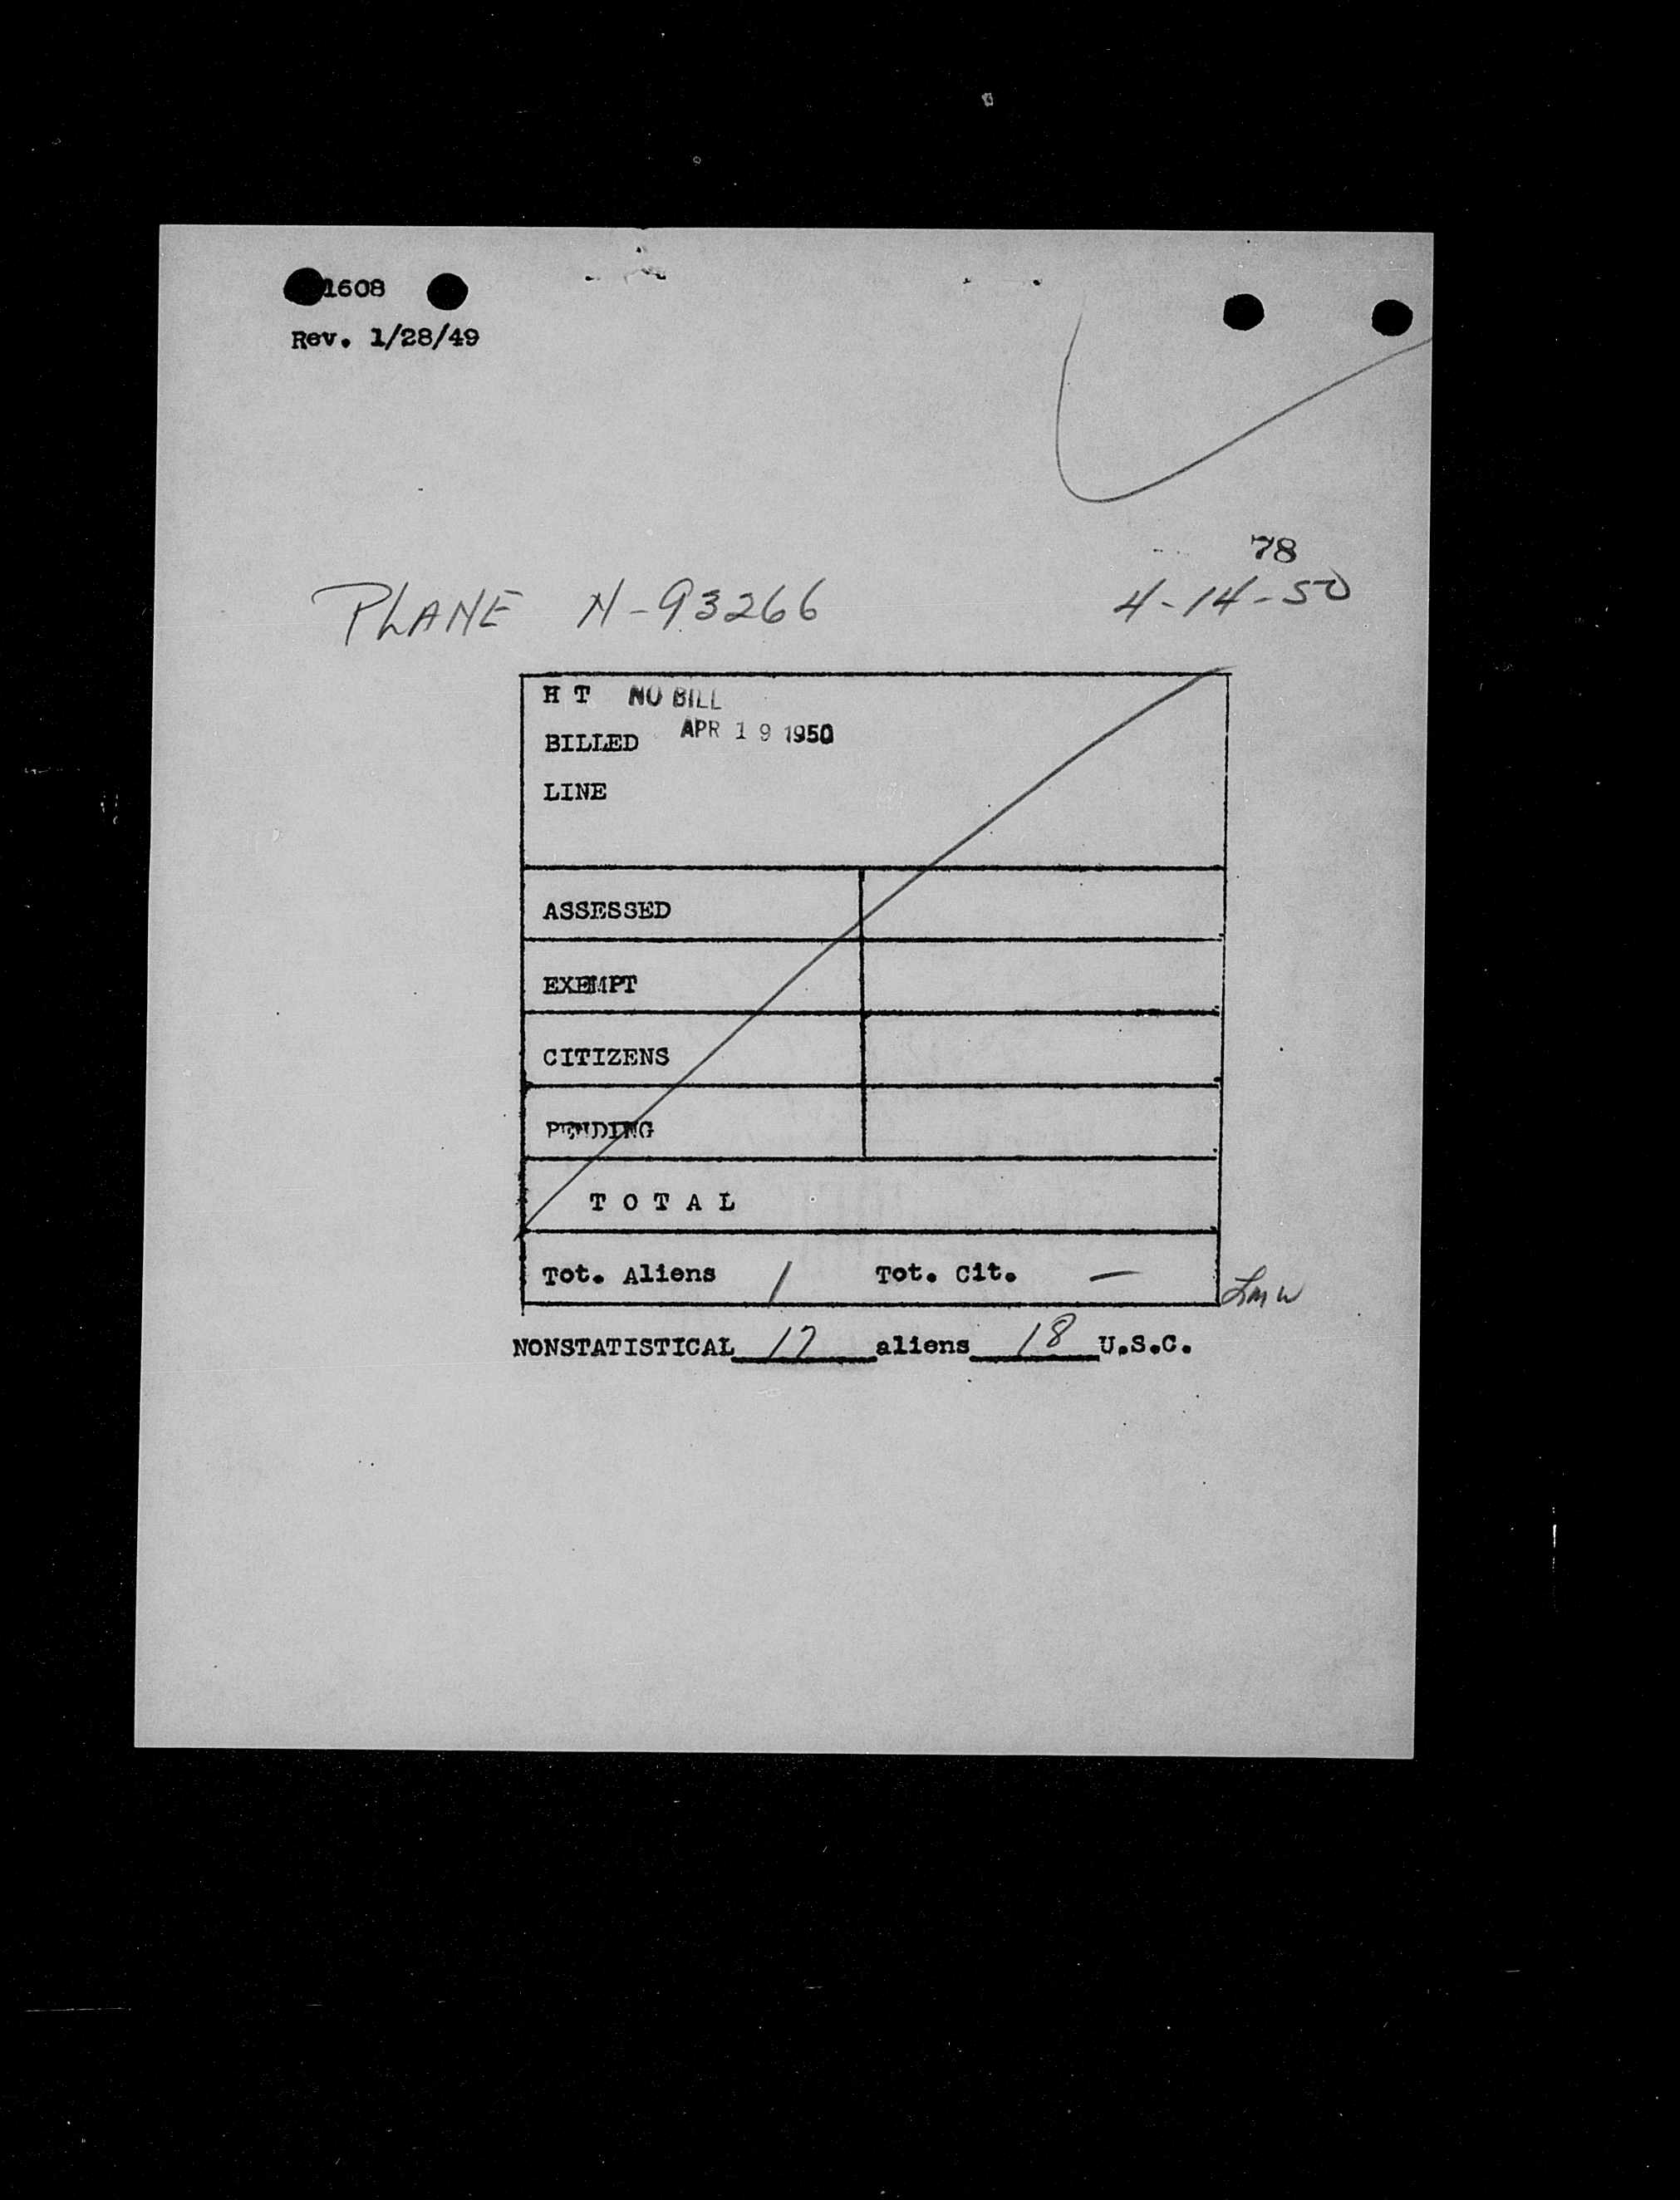 1608
Rev. 1/28/49
78
PLANE N-93266 4-14-50
H T NO BILL
BILLED APR 19 1950
LINE
ASSESSED
EXEMPT
CITIZENS
PENDING
TOTAL
Tot. Aliens 1 Tot. Cit. —
NONSTATISTICAL 17 aliens 18 U.S.C.